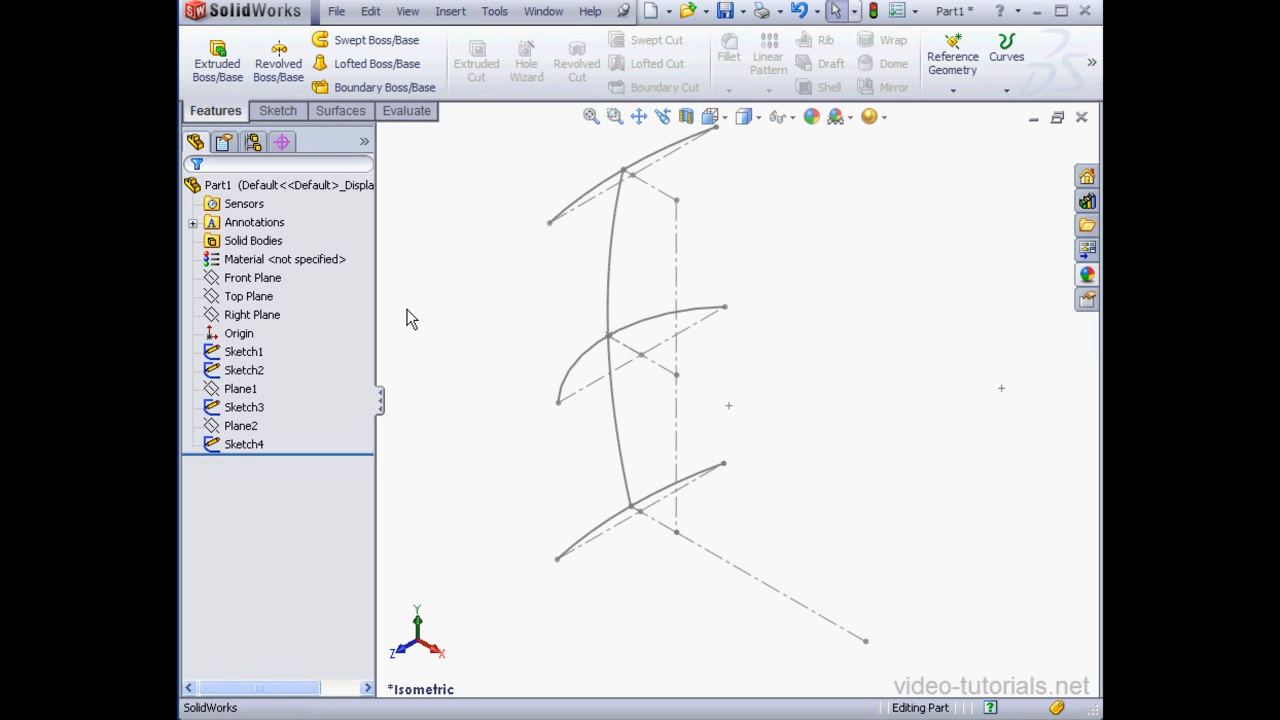 SW SolidWorks File Edit View Insert Tools Window Help Part1 * ?
Extruded Boss/Base
Revolved Boss/Base
Swept Boss/Base
Lofted Boss/Base
Boundary Boss/Base
Extruded Cut
Hole Wizard
Revolved Cut
Swept Cut
Lofted Cut
Boundary Cut
Fillet
Linear Pattern
Rib
Draft
Shell
Wrap
Dome
Mirror
Reference Geometry
Curves
Features Sketch Surfaces Evaluate
Part1 (Default<<Default>_Displa
Sensors
A Annotations
Solid Bodies
Material <not specified>
Front Plane
Top Plane
Right Plane
Origin
Sketch1
Sketch2
Plane1
Sketch3
Plane2
Sketch4
Y
Z X
*Isometric
video-tutorials.net
SolidWorks Editing Part ?